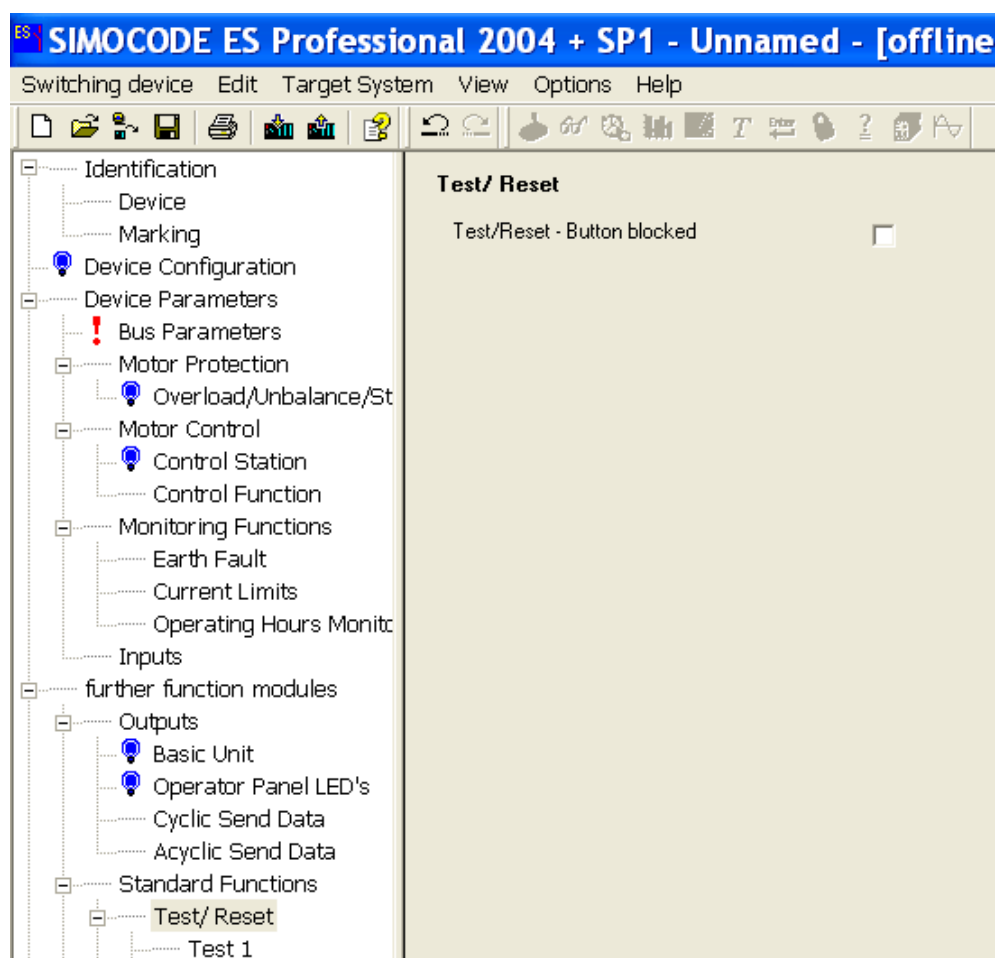 ES SIMOCODE ES Professional 2004 + SP1 - Unnamed - [offline
Switching device Edit Target System View Options Help
Identification
Device
Marking
Device Configuration
Device Parameters
Bus Parameters
Motor Protection
Overload/Unbalance/St
Motor Control
Control Station
Control Function
Monitoring Functions
Earth Fault
Current Limits
Operating Hours Monito
Inputs
further function modules
Outputs
Basic Unit
Operator Panel LED's
Cyclic Send Data
Acyclic Send Data
Standard Functions
Test/ Reset
Test 1
Test/ Reset
Test/Reset - Button blocked